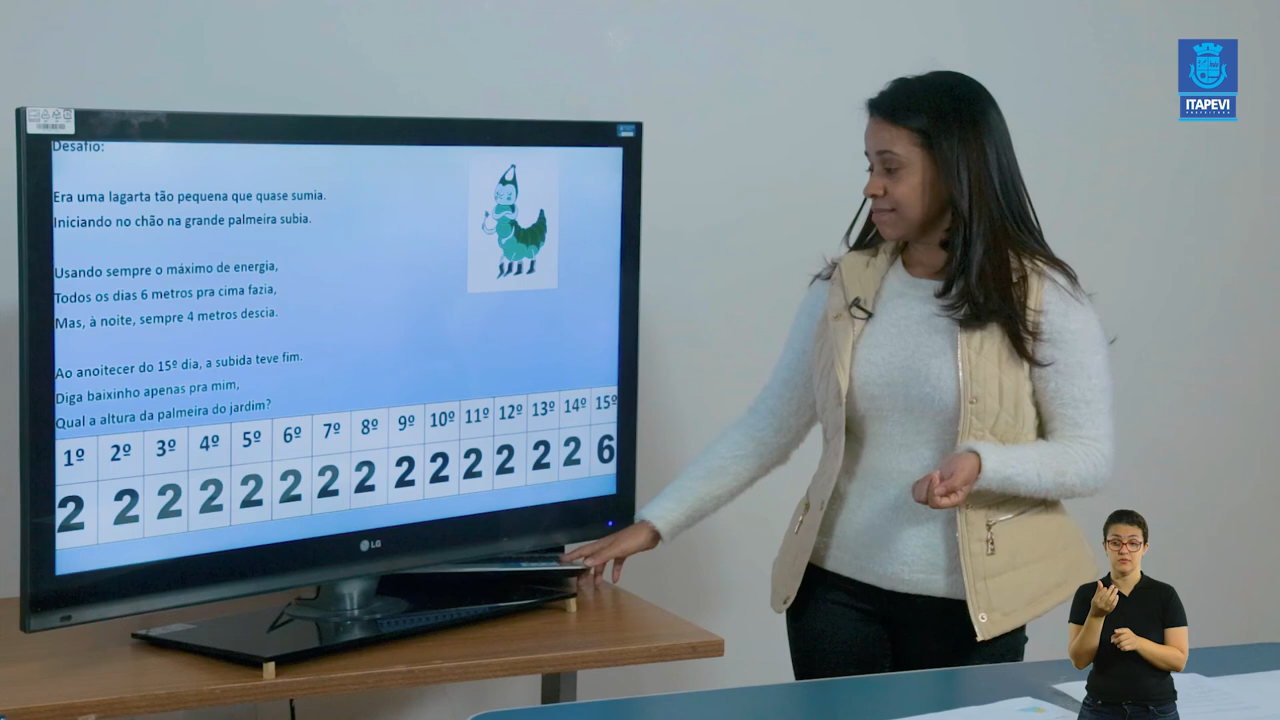 Desafio:
Era uma lagarta tão pequena que quase sumia.
Iniciando no chão na grande palmeira subia.
Usando sempre o máximo de energia,
Todos os dias 6 metros pra cima fazia,
Mas, à noite, sempre 4 metros descia.
Ao anoitecer do 15º dia, a subida teve fim.
Diga baixinho apenas pra mim,
Qual a altura da palmeira do jardim?
1º 2º 3º 4º 5º 6º 7º 8º 9º 10º 11º 12º 13º 14º 15º
2 2 2 2 2 2 2 2 2 2 2 2 2 2 6
LG
ITAPEVI
PREFEITURA